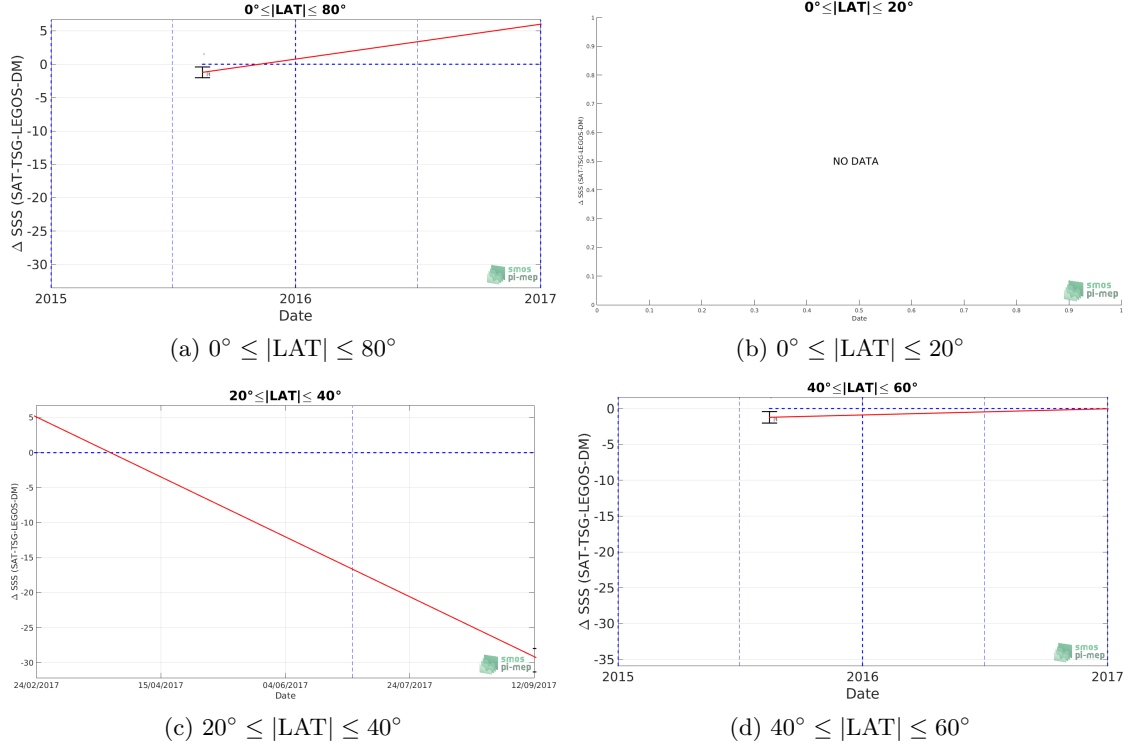 0°≤|LAT|≤ 80°
5
0
-5
-10
-15
-20
-25
-30
Δ SSS (SAT-TSG-LEGOS-DM)
smos
pi-mep
2015 2016 2017
Date
(a) 0° ≤ |LAT| ≤ 80°
0°≤|LAT|≤ 20°
1
0.9
0.8
0.7
0.6
0.5
0.4
0.3
0.2
0.1
0
Δ SSS (SAT-TSG-LEGOS-DM)
NO DATA
smos
pi-mep
0 0.1 0.2 0.3 0.4 0.5 0.6 0.7 0.8 0.9 1
Date
(b) 0° ≤ |LAT| ≤ 20°
20°≤|LAT|≤ 40°
5
0
-5
-10
-15
-20
-25
-30
Δ SSS (SAT-TSG-LEGOS-DM)
smos
pi-mep
24/02/2017 15/04/2017 04/06/2017 24/07/2017 12/09/2017
Date
(c) 20° ≤ |LAT| ≤ 40°
40°≤|LAT|≤ 60°
0
-5
-10
-15
-20
-25
-30
-35
Δ SSS (SAT-TSG-LEGOS-DM)
smos
pi-mep
2015 2016 2017
Date
(d) 40° ≤ |LAT| ≤ 60°